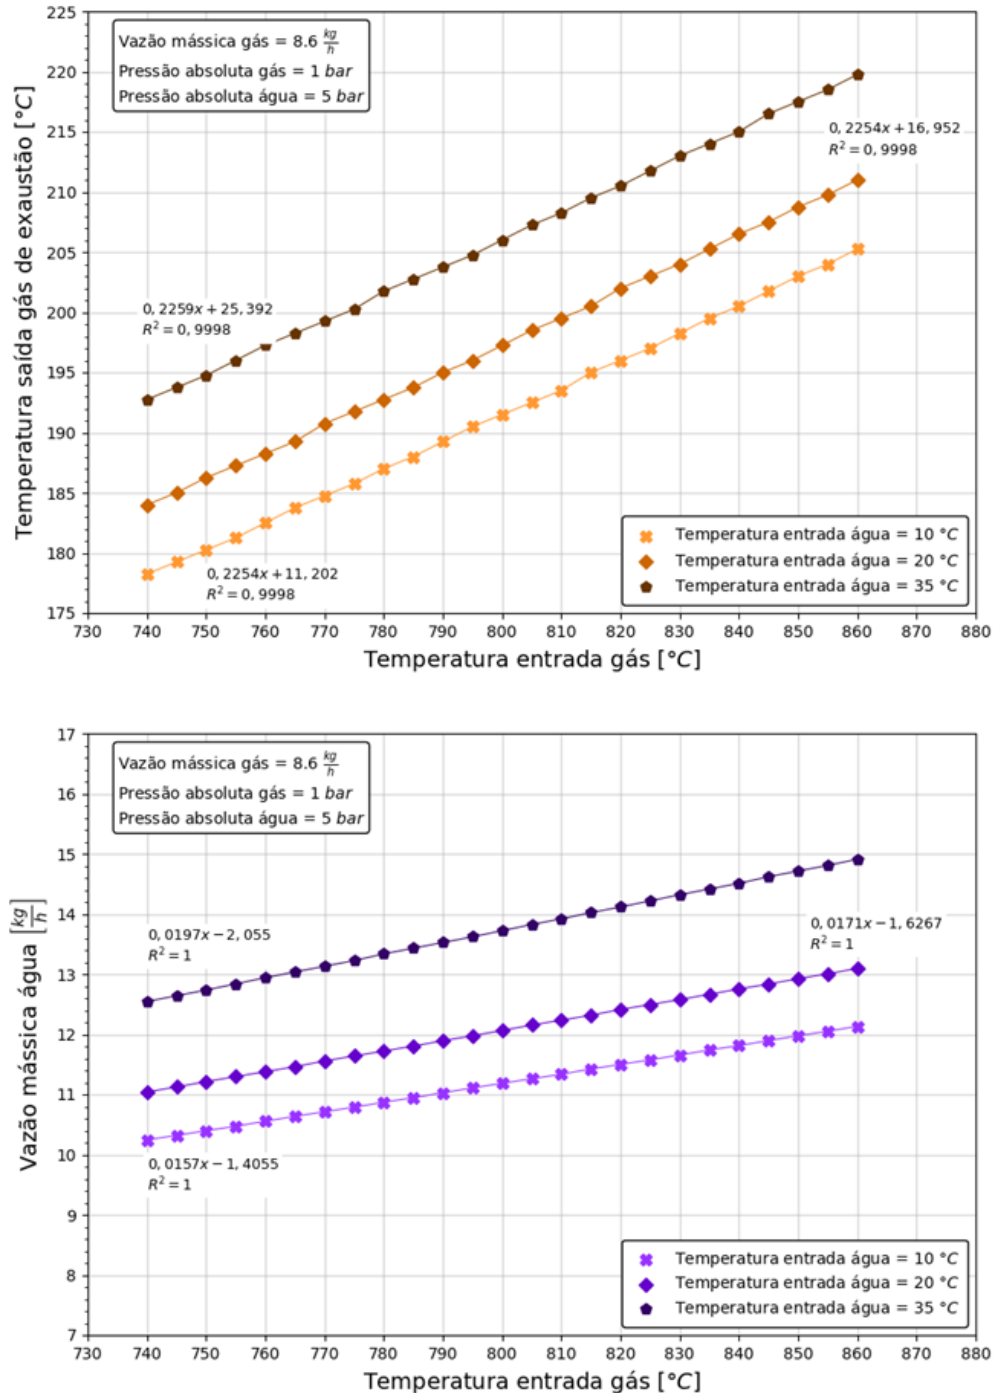 225
220
215
210
205
200
195
190
185
180
175
Temperatura saída gás de exaustão [°C]
Vazão mássica gás = 8.6 kg/h
Pressão absoluta gás = 1 bar
Pressão absoluta água = 5 bar
0, 2254x + 16, 952
R² = 0, 9998
0, 2259x + 25, 392
R² = 0, 9998
0, 2254x + 11, 202
R² = 0, 9998
Temperatura entrada água = 10 °C
Temperatura entrada água = 20 °C
Temperatura entrada água = 35 °C
730 740 750 760 770 780 790 800 810 820 830 840 850 860 870 880
Temperatura entrada gás [°C]
17
16
15
14
13
12
11
10
9
8
7
Vazão mássica água [kg/h]
Vazão mássica gás = 8.6 kg/h
Pressão absoluta gás = 1 bar
Pressão absoluta água = 5 bar
0, 0197x − 2, 055
R² = 1
0, 0171x − 1, 6267
R² = 1
0, 0157x − 1, 4055
R² = 1
Temperatura entrada água = 10 °C
Temperatura entrada água = 20 °C
Temperatura entrada água = 35 °C
730 740 750 760 770 780 790 800 810 820 830 840 850 860 870 880
Temperatura entrada gás [°C]